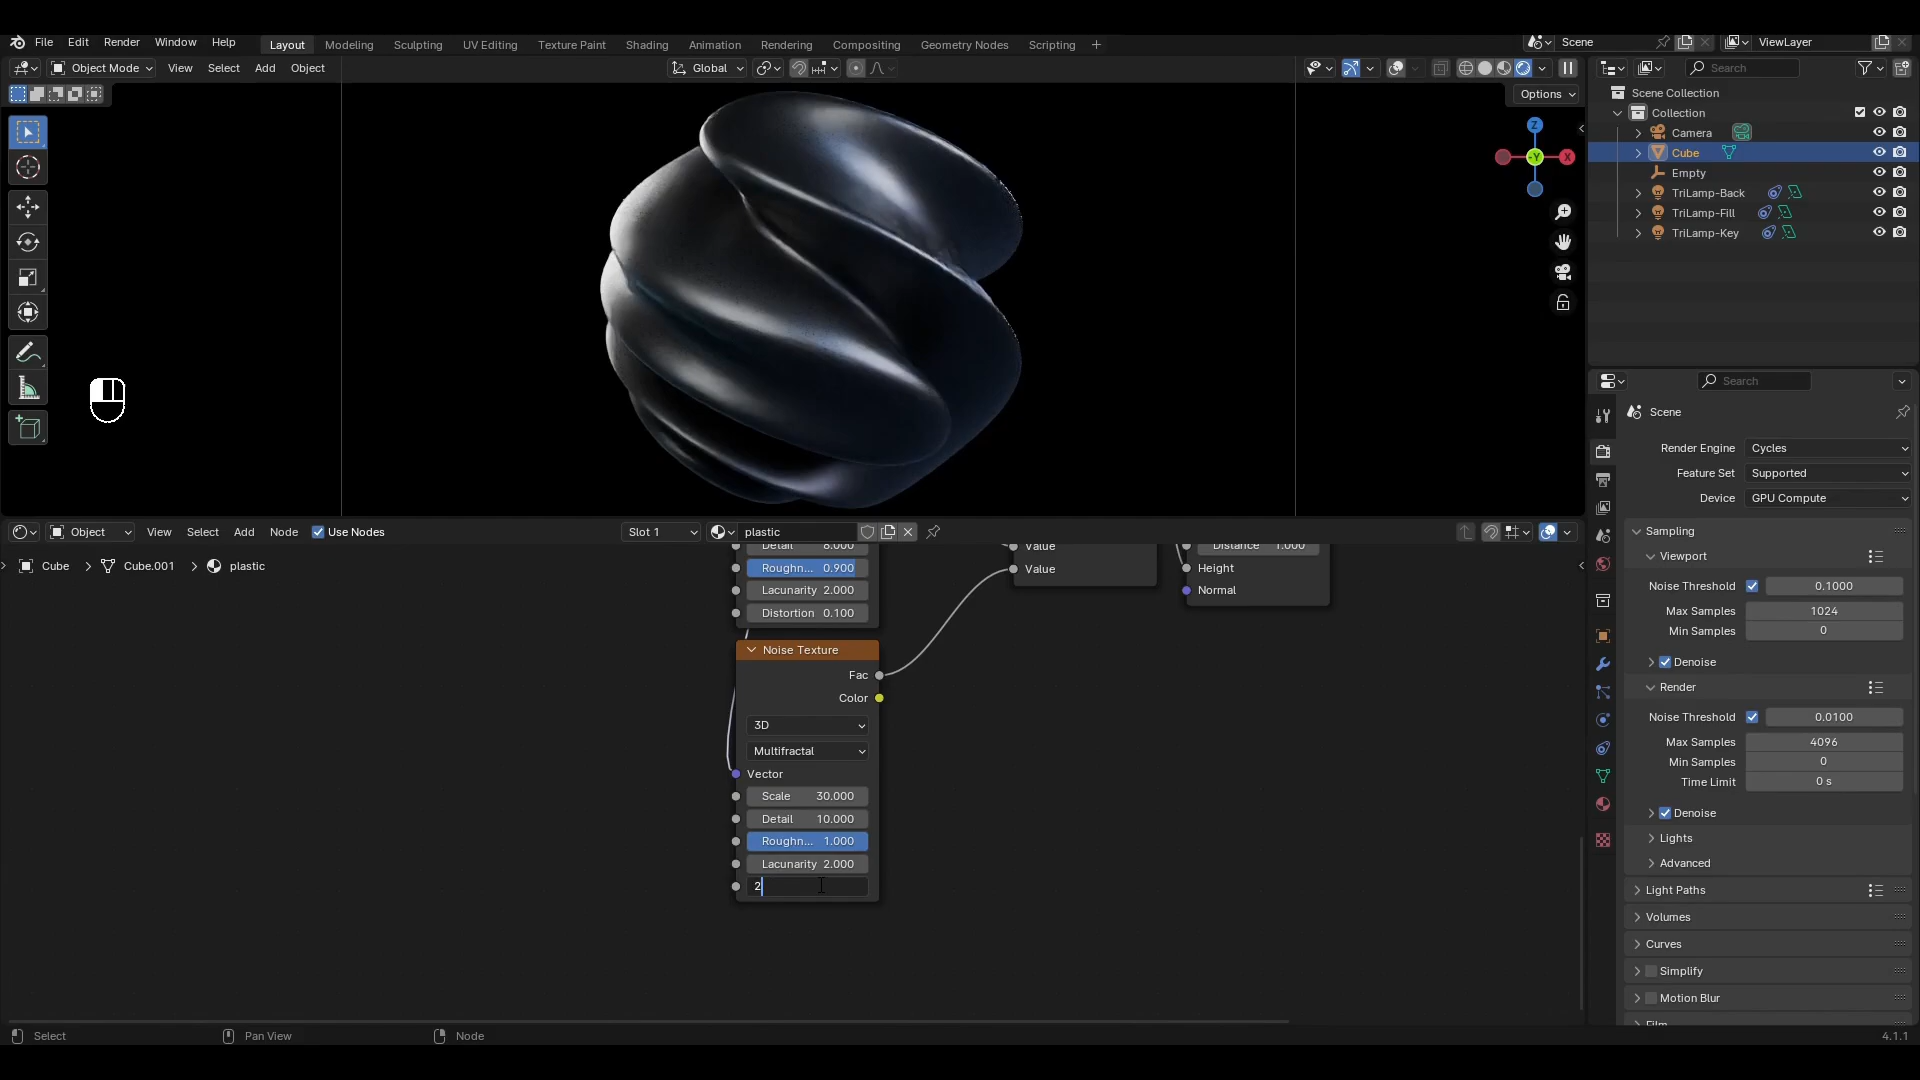 File Edit Render Window Help Layout Modeling Sculpting UV Editing Texture Paint Shading Animation Rendering Compositing Geometry Nodes Scripting + Scene ViewLayer
Object Mode View Select Add Object Global Search
Options
Scene Collection
Collection
Camera
Cube
Empty
TriLamp-Back
TriLamp-Fill
TriLamp-Key
Z
-Y
X
Search
Scene
Render Engine Cycles
Feature Set Supported
Device GPU Compute
Sampling
Viewport
Noise Threshold 0.1000
Max Samples 1024
Min Samples 0
Denoise
Render
Noise Threshold 0.0100
Max Samples 4096
Min Samples 0
Time Limit 0 s
Denoise
Lights
Advanced
Light Paths
Volumes
Curves
Simplify
Motion Blur
Film
Object View Select Add Node Use Nodes Slot 1 plastic
Cube Cube.001 plastic
Detail 8.000
Roughn... 0.900
Lacunarity 2.000
Distortion 0.100
Value
Value
Distance 1.000
Height
Normal
Noise Texture
Fac
Color
3D
Multifractal
Vector
Scale 30.000
Detail 10.000
Roughn... 1.000
Lacunarity 2.000
2
Select Pan View Node 4.1.1